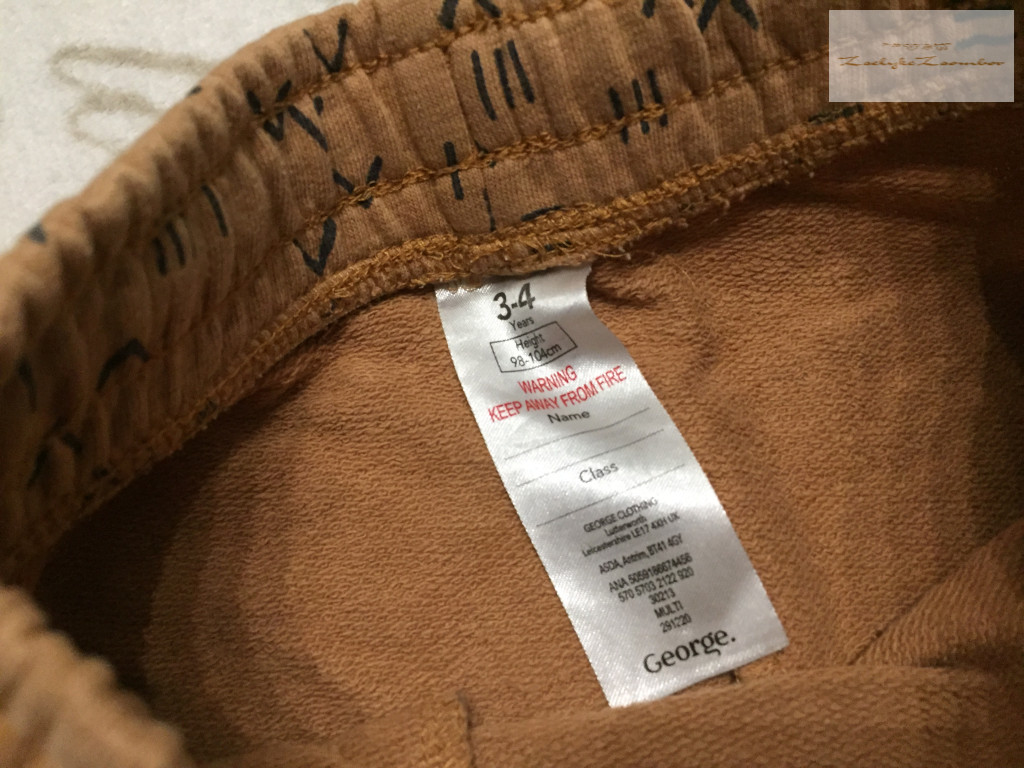 3-4
Years
Height
98-104cm
WARNING
KEEP AWAY FROM FIRE
Name
Class
GEORGE CLOTHING
Lutterworth
Leicestershire LE17 4XH UK
ASDA, Antrim, BT41 4GY
ANA 5059186674456
570 5703 2122 920
30213
MULTI
291220
George.